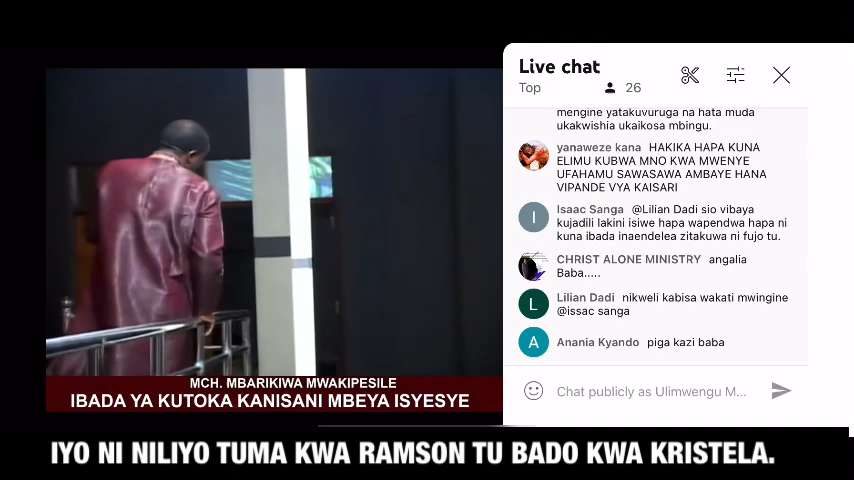 Live chat
Top 26
mengine yatakuvuruga na hata muda
ukakwishia ukaikosa mbingu.
yanaweze kana HAKIKA HAPA KUNA
ELIMU KUBWA MNO KWA MWENYE
UFAHAMU SAWASAWA AMBAYE HANA
VIPANDE VYA KAISARI
I
Isaac Sanga @Lilian Dadi sio vibaya
kujadili lakini isiwe hapa wapendwa hapa ni
kuna ibada inaendelea zitakuwa ni fujo tu.
CHRIST ALONE MINISTRY angalia
Baba.....
L
Lilian Dadi nikweli kabisa wakati mwingine
@issac sanga
A
Anania Kyando piga kazi baba
Chat publicly as Ulimwengu M...
MCH. MBARIKIWA MWAKIPESILE
IBADA YA KUTOKA KANISANI MBEYA ISYESYE
IYO NI NILIYO TUMA KWA RAMSON TU BADO KWA KRISTELA.